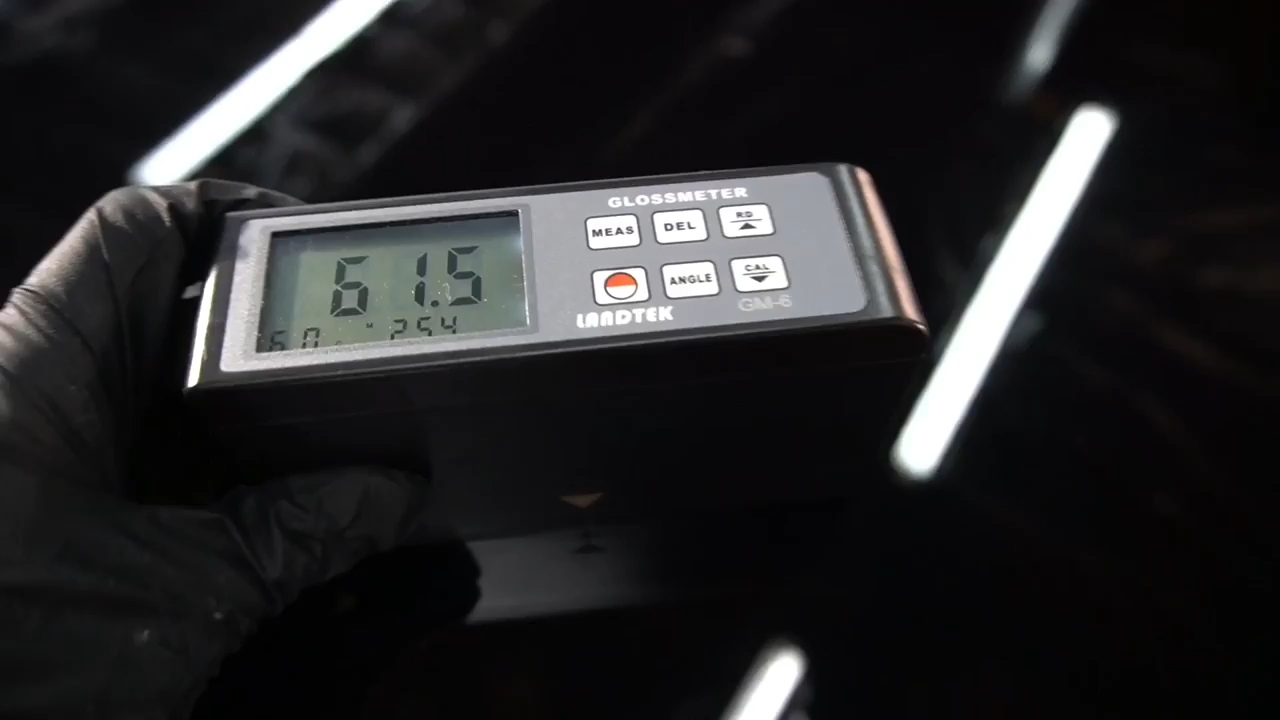 GLOSSMETER
MEAS DEL RD
61.5
ANGLE CAL
60 254
LANDTEK GM-6